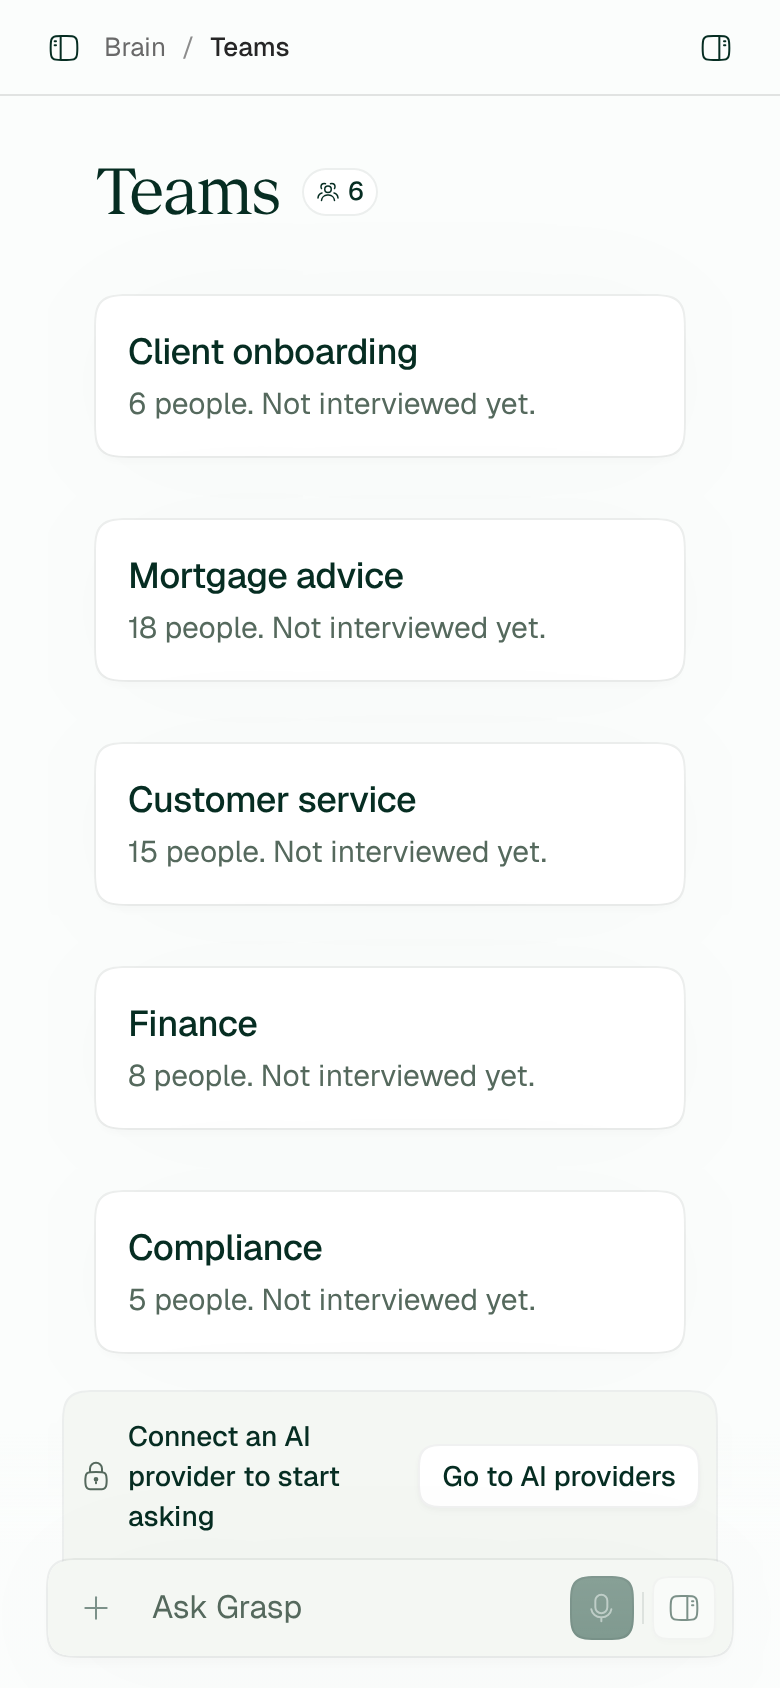 Brain / Teams
Teams 6
Client onboarding
6 people. Not interviewed yet.
Mortgage advice
18 people. Not interviewed yet.
Customer service
15 people. Not interviewed yet.
Finance
8 people. Not interviewed yet.
Compliance
5 people. Not interviewed yet.
Connect an AI
provider to start
asking
Go to AI providers
Ask Grasp